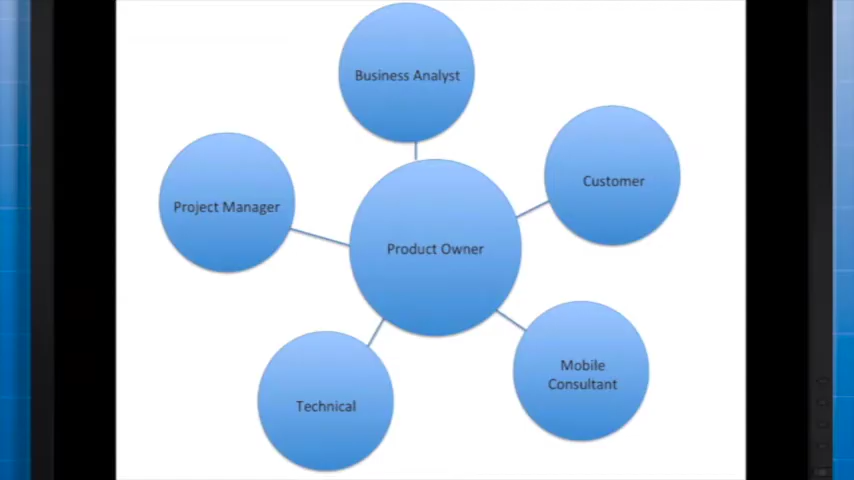 Business Analyst
Customer
Project Manager
Product Owner
Mobile
Consultant
Technical